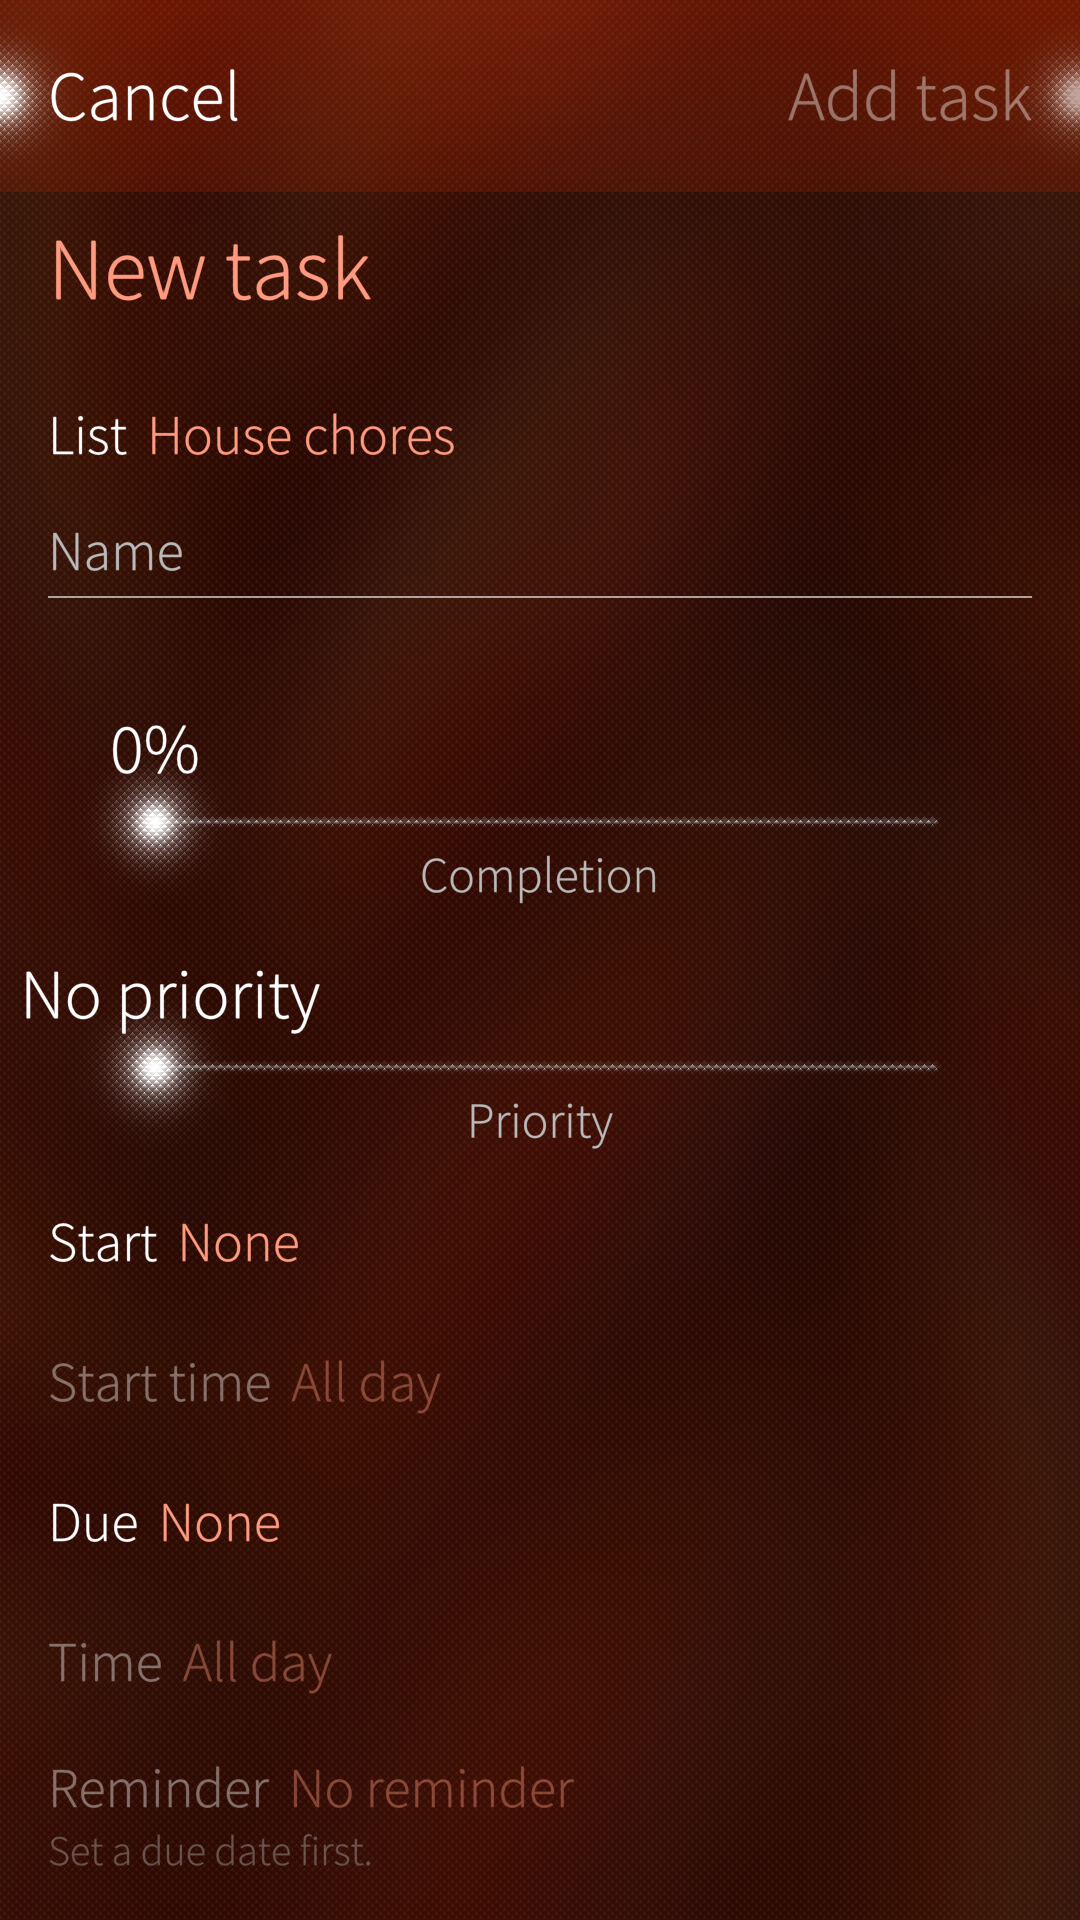 Cancel Add task
New task
List House chores
Name
0%
Completion
No priority
Priority
Start None
Start time All day
Due None
Time All day
Reminder No reminder
Set a due date first.